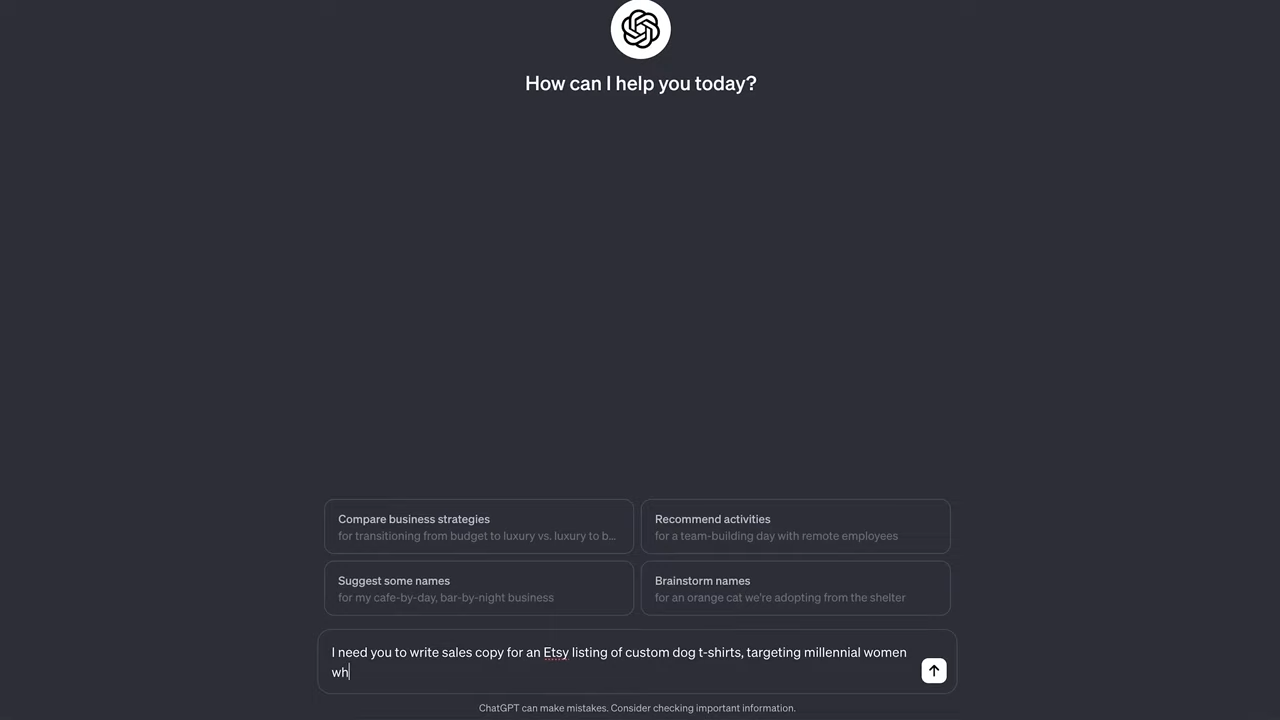 How can I help you today?
Compare business strategies
for transitioning from budget to luxury vs. luxury to b...
Recommend activities
for a team-building day with remote employees
Suggest some names
for my cafe-by-day, bar-by-night business
Brainstorm names
for an orange cat we're adopting from the shelter
I need you to write sales copy for an Etsy listing of custom dog t-shirts, targeting millennial women
wh
ChatGPT can make mistakes. Consider checking important information.